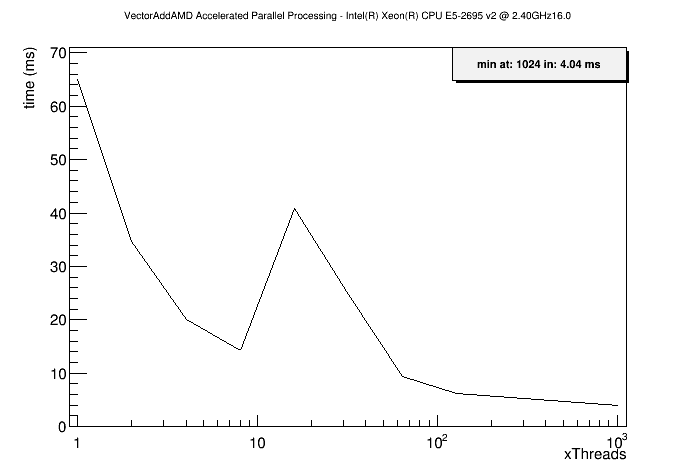 VectorAddAMD Accelerated Parallel Processing - Intel(R) Xeon(R) CPU E5-2695 v2 @ 2.40GHz16.0
min at: 1024 in: 4.04 ms
time (ms)
70
60
50
40
30
20
10
0
1 10 10² 10³
xThreads